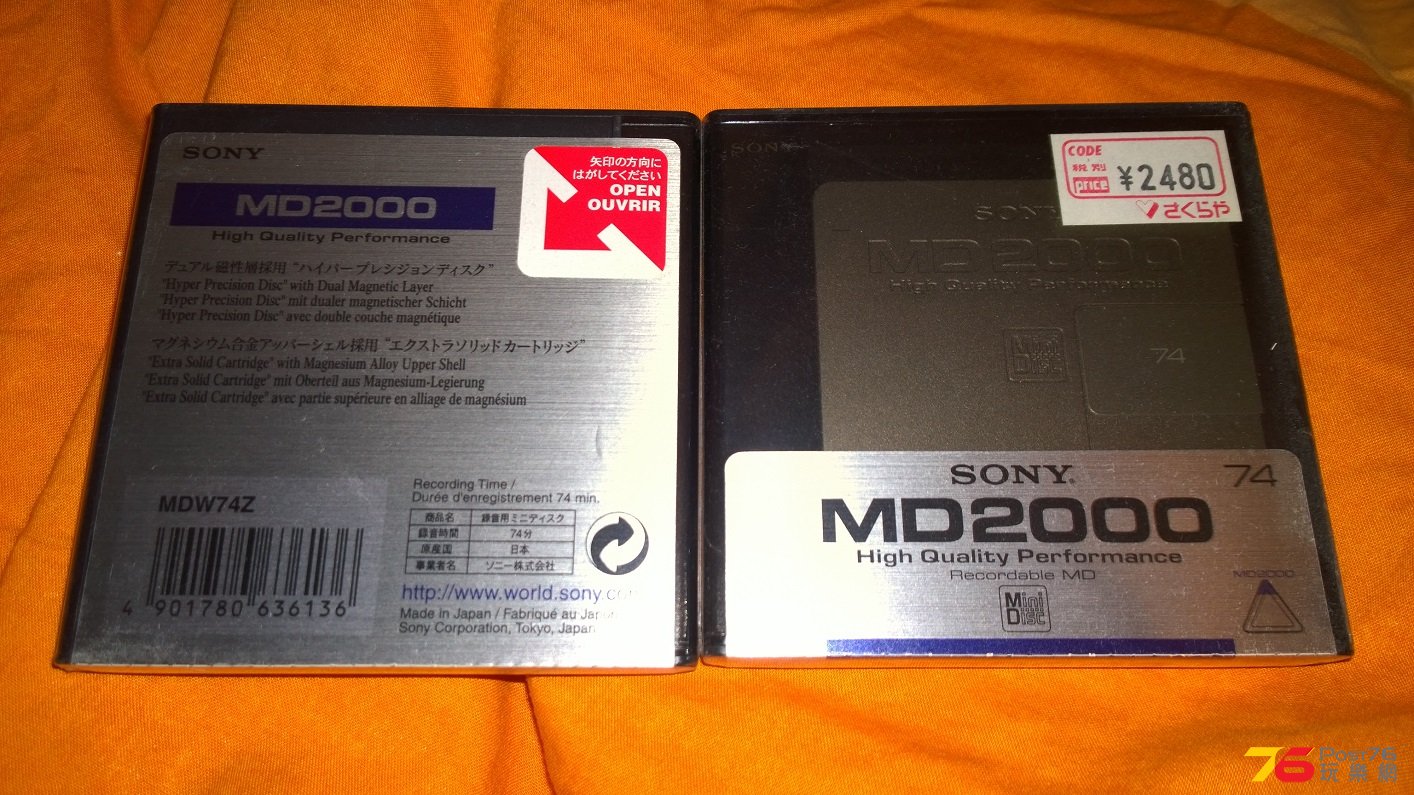 SONY
MD2000
High Quality Performance
デュアル磁性層採用 "ハイパープレシジョンディスク"
"Hyper Precision Disc" with Dual Magnetic Layer
"Hyper Precision Disc" mit dualer magnetischer Schicht
"Hyper Precision Disc" avec double couche magnétique
マグネシウム合金アッパーシェル採用 "エクストラソリッドカートリッジ"
"Extra Solid Cartridge" with Magnesium Alloy Upper Shell
"Extra Solid Cartridge" mit Oberteil aus Magnesium-Legierung
"Extra Solid Cartridge" avec partie supérieure en alliage de magnésium
矢印の方向に
はがしてください
OPEN
OUVRIR
MDW74Z
4 901780 636136
Recording Time /
Durée d'enregistrement 74 min.
商品名 録音用ミニディスク
録音時間 74分
原産国 日本
事業者名 ソニー株式会社
http://www.world.sony.com
Made in Japan / Fabriqué au Japon
Sony Corporation, Tokyo, Japan
SONY
CODE
税別
price ¥2480
さくらや
SONY
MD2000
High Quality Performance
Mini Disc
74
SONY 74
MD2000
High Quality Performance
Recordable MD
Mini Disc
MD2000
76 Post76
玩樂網